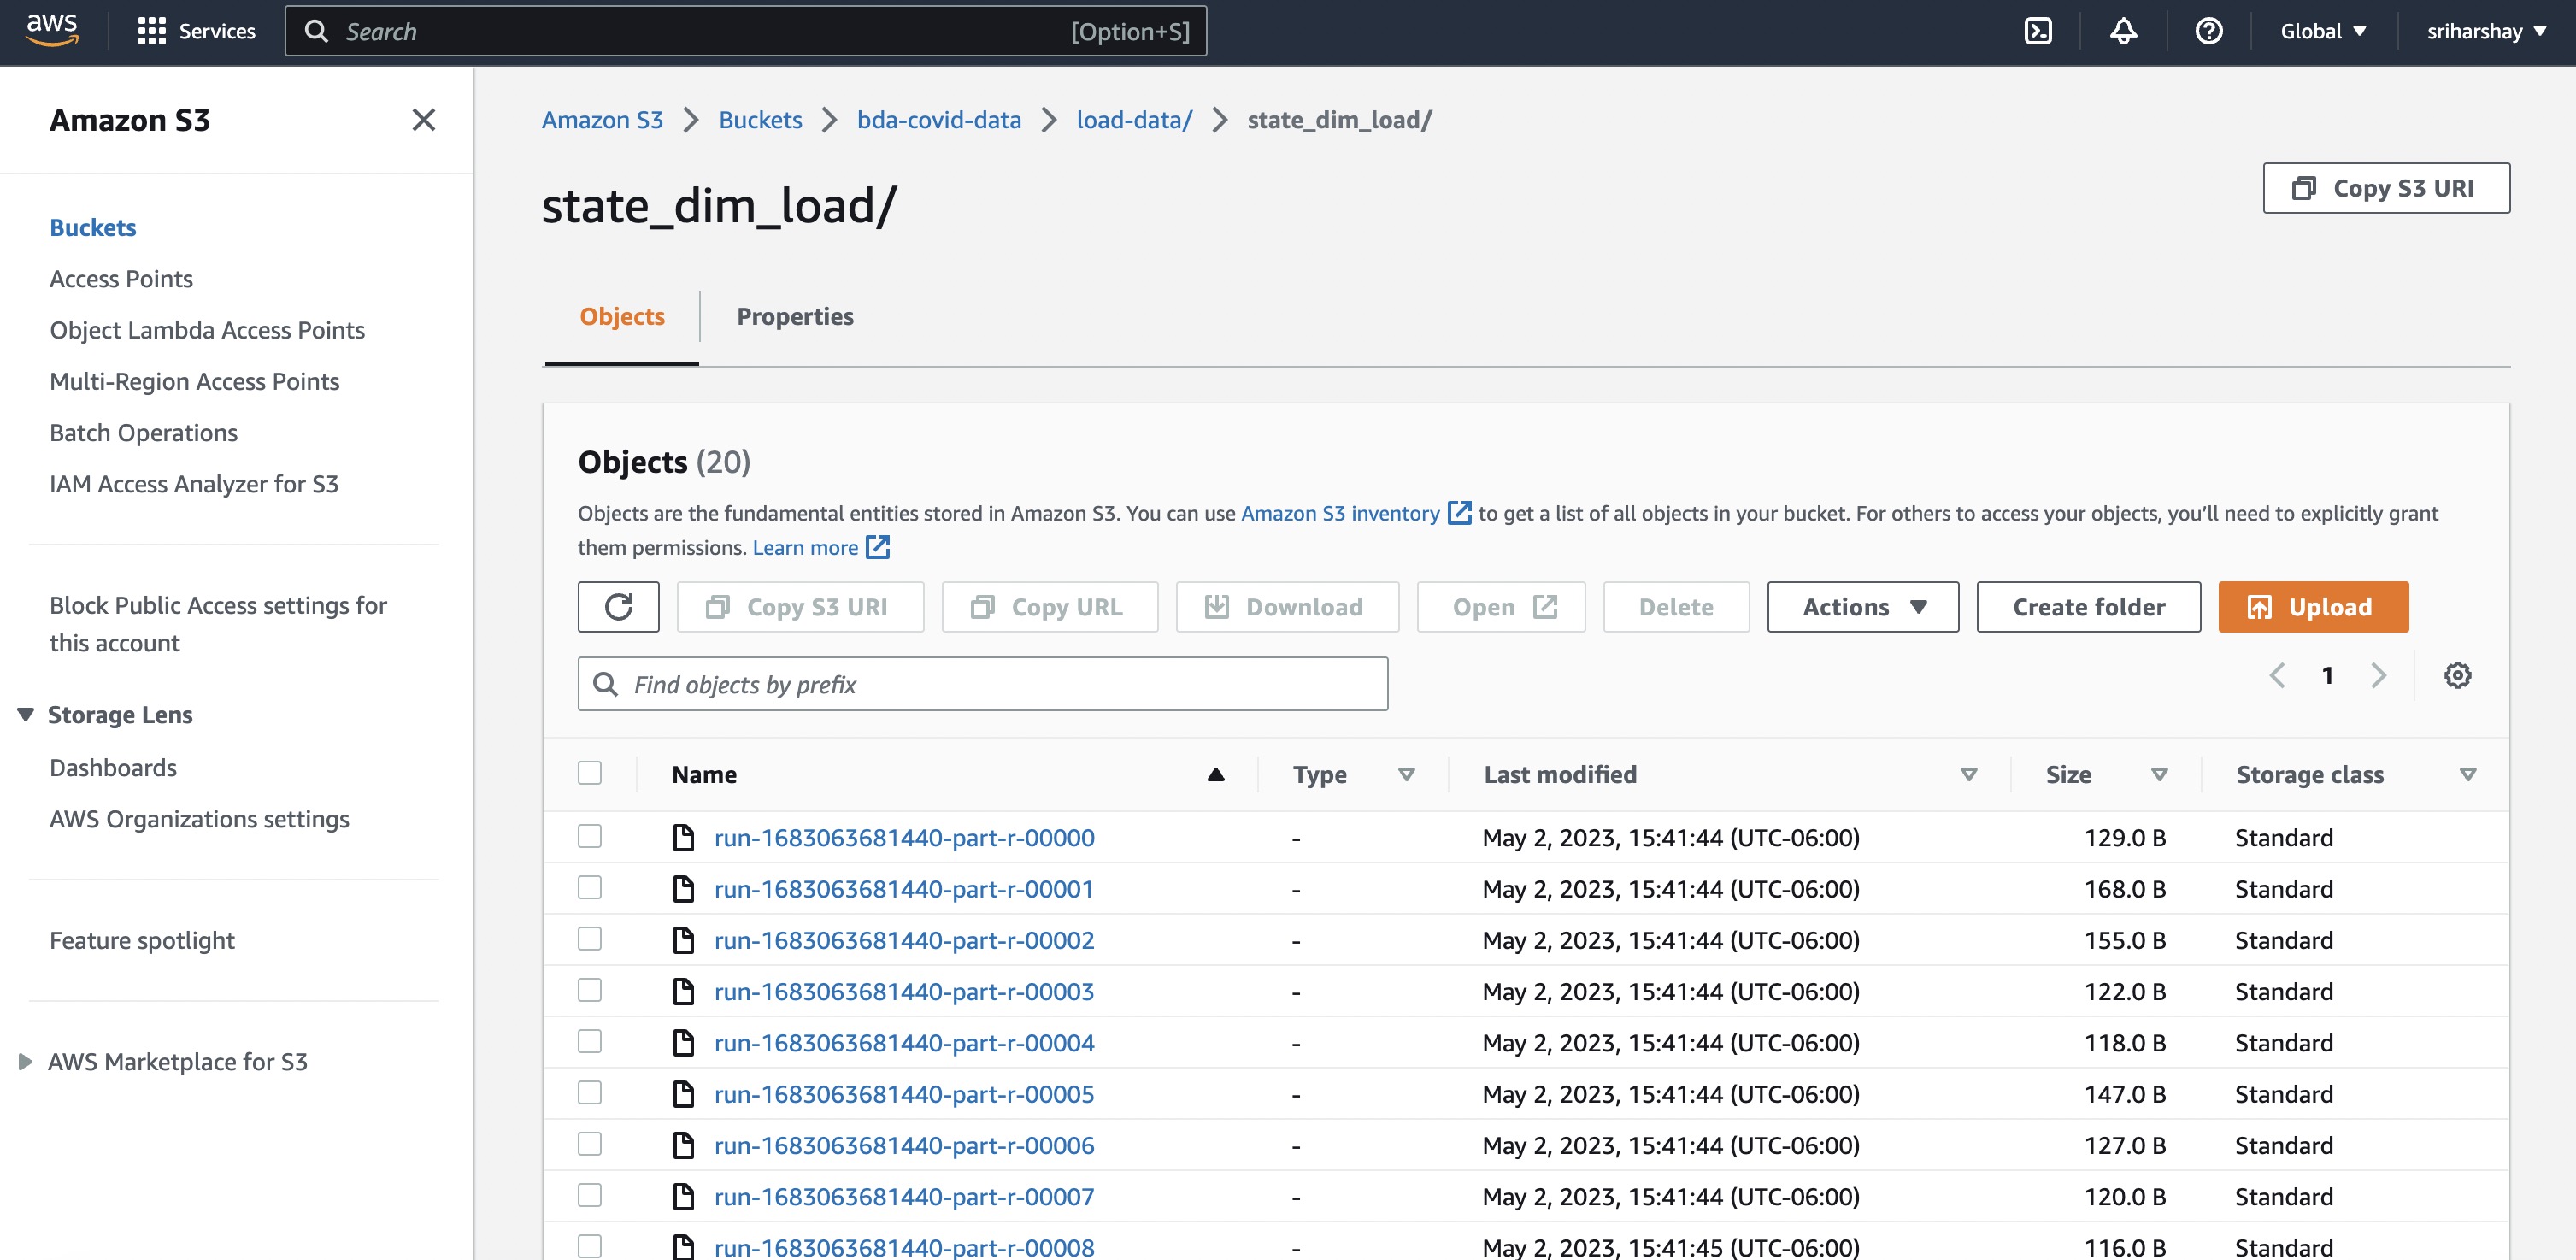 aws
Services
Search
[Option+S]
Global
sriharshay
Amazon S3
Buckets
Access Points
Object Lambda Access Points
Multi-Region Access Points
Batch Operations
IAM Access Analyzer for S3
Block Public Access settings for
this account
Storage Lens
Dashboards
AWS Organizations settings
Feature spotlight
AWS Marketplace for S3
Amazon S3 Buckets bda-covid-data load-data/ state_dim_load/
state_dim_load/
Copy S3 URI
Objects Properties
Objects (20)
Objects are the fundamental entities stored in Amazon S3. You can use Amazon S3 inventory to get a list of all objects in your bucket. For others to access your objects, you’ll need to explicitly grant
them permissions. Learn more
Copy S3 URI Copy URL Download Open Delete Actions Create folder Upload
Find objects by prefix
1
Name Type Last modified Size Storage class
run-1683063681440-part-r-00000 - May 2, 2023, 15:41:44 (UTC-06:00) 129.0 B Standard
run-1683063681440-part-r-00001 - May 2, 2023, 15:41:44 (UTC-06:00) 168.0 B Standard
run-1683063681440-part-r-00002 - May 2, 2023, 15:41:44 (UTC-06:00) 155.0 B Standard
run-1683063681440-part-r-00003 - May 2, 2023, 15:41:44 (UTC-06:00) 122.0 B Standard
run-1683063681440-part-r-00004 - May 2, 2023, 15:41:44 (UTC-06:00) 118.0 B Standard
run-1683063681440-part-r-00005 - May 2, 2023, 15:41:44 (UTC-06:00) 147.0 B Standard
run-1683063681440-part-r-00006 - May 2, 2023, 15:41:44 (UTC-06:00) 127.0 B Standard
run-1683063681440-part-r-00007 - May 2, 2023, 15:41:44 (UTC-06:00) 120.0 B Standard
run-1683063681440-part-r-00008 - May 2, 2023, 15:41:45 (UTC-06:00) 116.0 B Standard